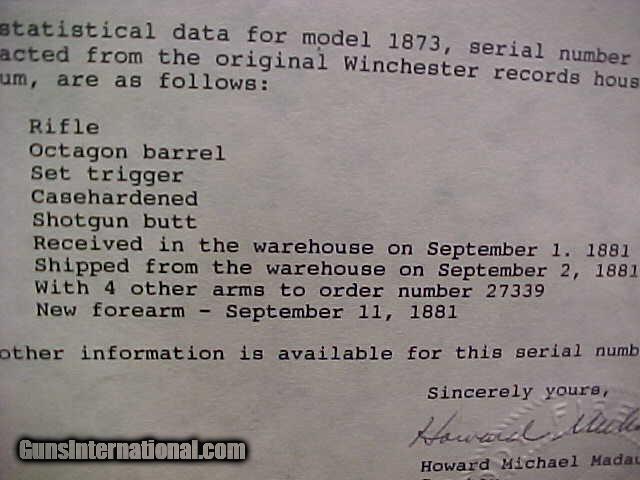 statistical data for model 1873, serial number
acted from the original Winchester records hous
um, are as follows:
Rifle
Octagon barrel
Set trigger
Casehardened
Shotgun butt
Received in the warehouse on September 1. 1881
Shipped from the warehouse on September 2, 1881
With 4 other arms to order number 27339
New forearm - September 11, 1881
other information is available for this serial numb
Sincerely yours,
Howard
Howard Michael Madau
GunsInternational.com